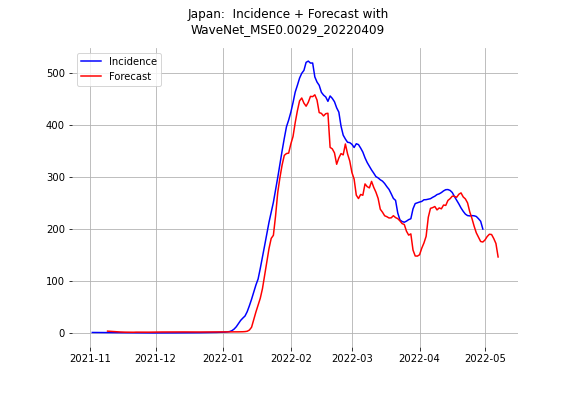 Japan:  Incidence + Forecast with
WaveNet_MSE0.0029_20220409
Incidence
Forecast
500
400
300
200
100
0
2021-11 2021-12 2022-01 2022-02 2022-03 2022-04 2022-05